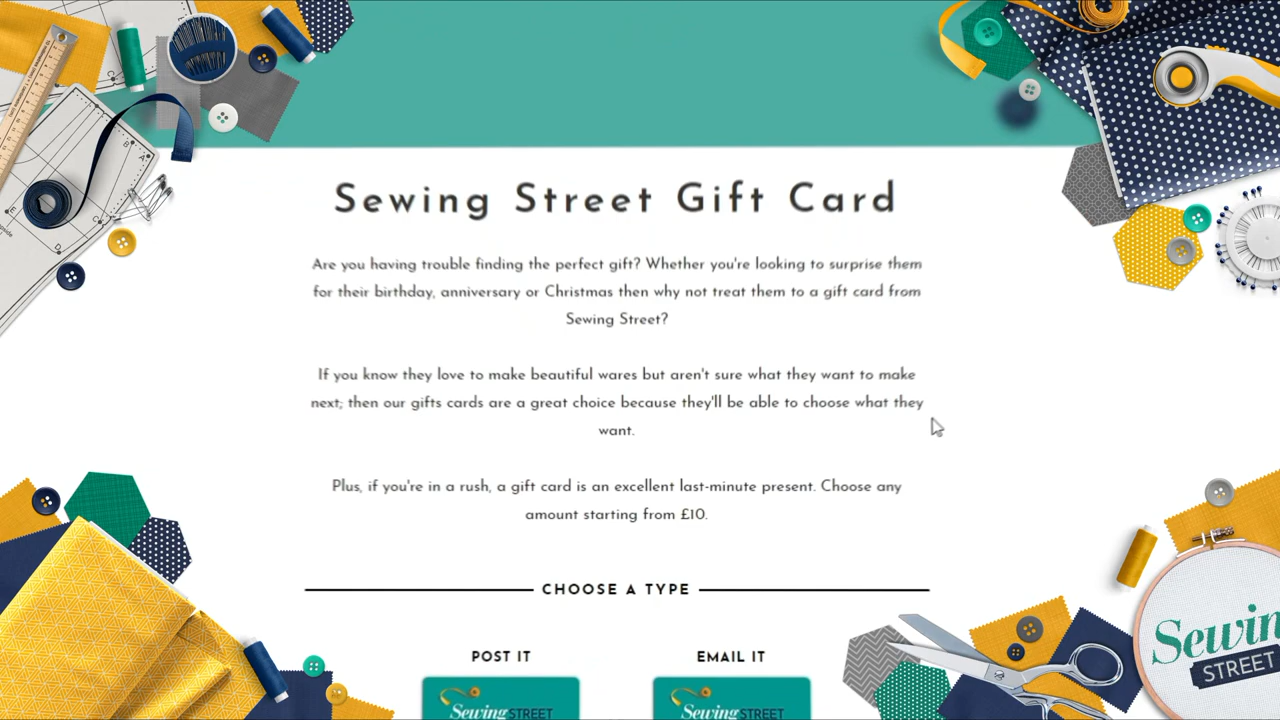 Sewing Street Gift Card
Are you having trouble finding the perfect gift? Whether you're looking to surprise them
for their birthday, anniversary or Christmas then why not treat them to a gift card from
Sewing Street?
If you know they love to make beautiful wares but aren't sure what they want to make
next; then our gifts cards are a great choice because they'll be able to choose what they
want.
Plus, if you're in a rush, a gift card is an excellent last-minute present. Choose any
amount starting from £10.
CHOOSE A TYPE
POST IT
EMAIL IT
Sewing STREET
Sewing STREET
Sewin
STREET